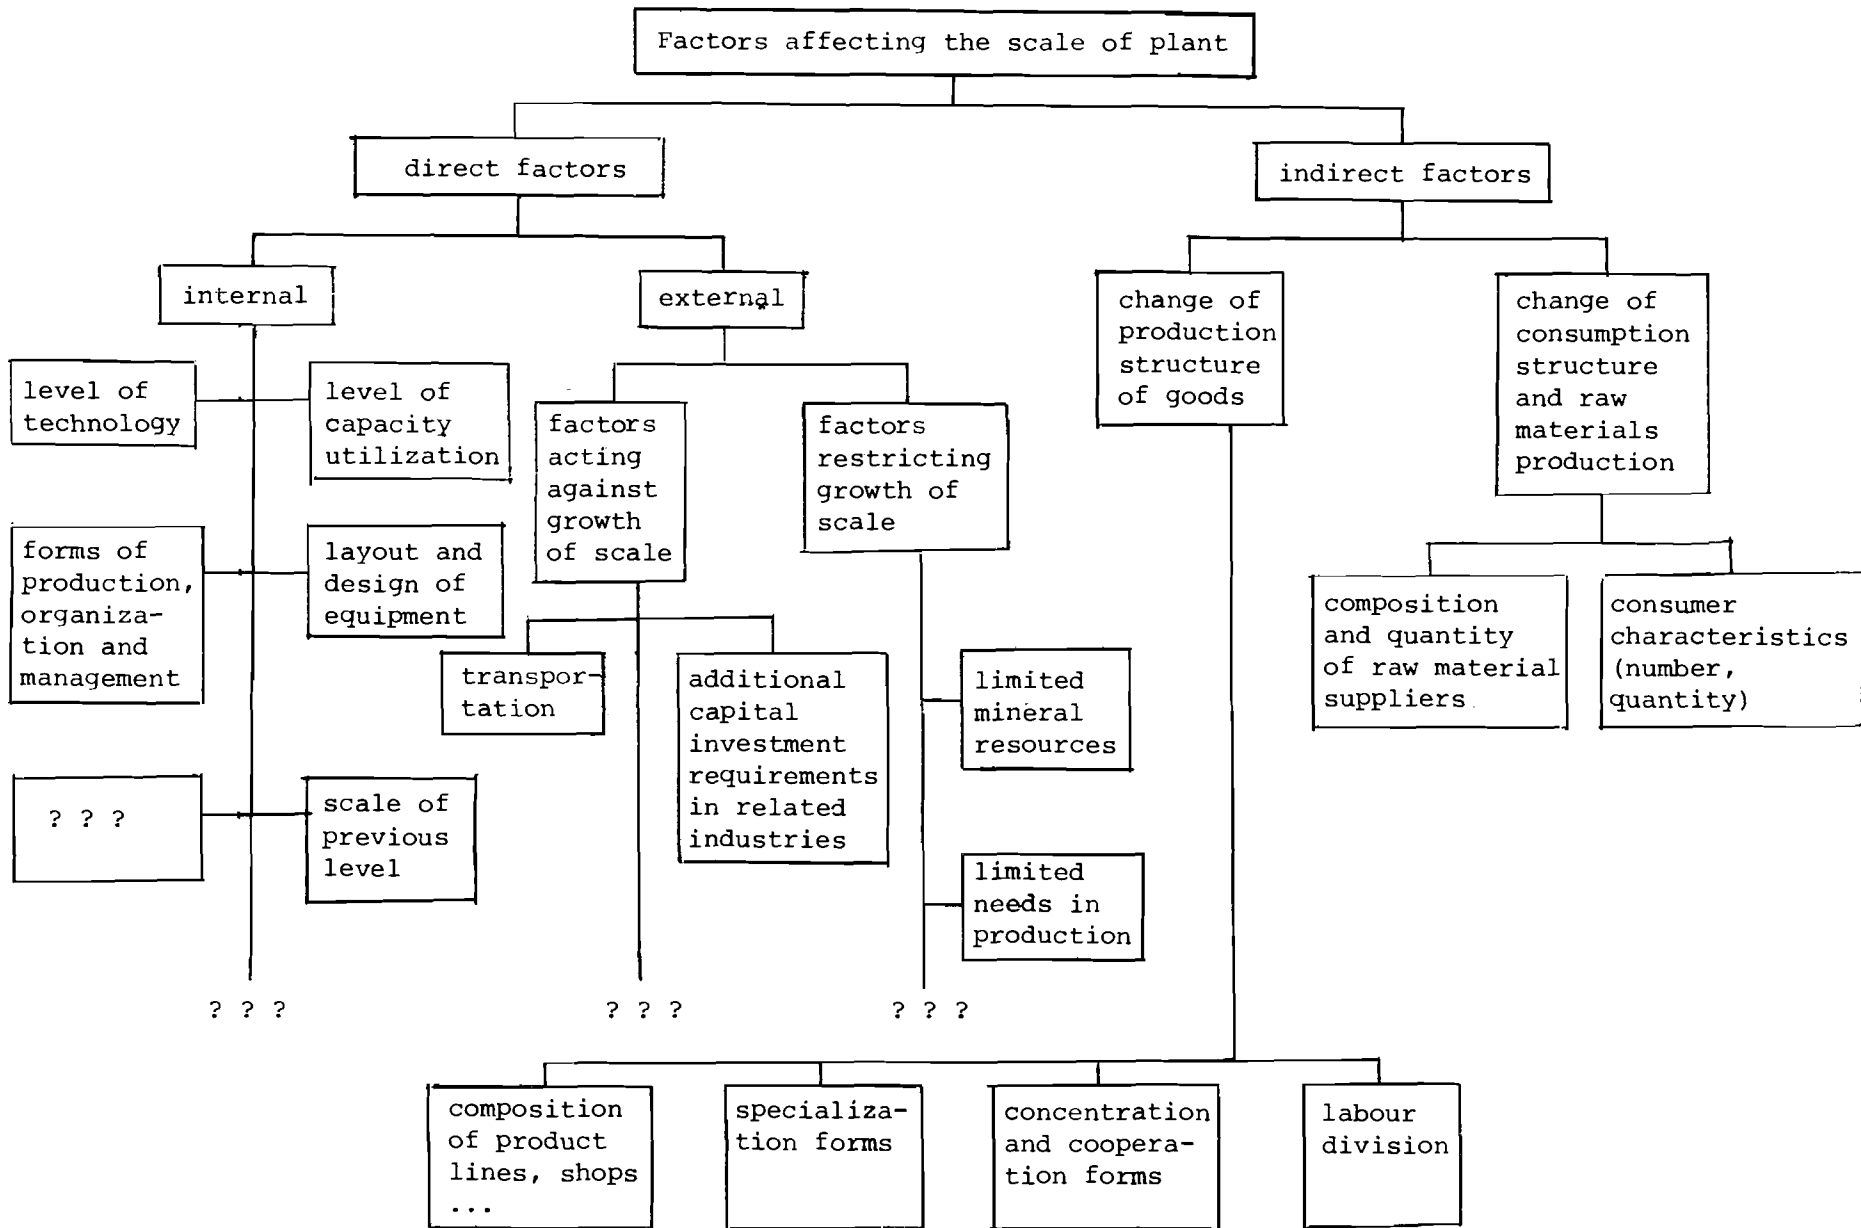 Factors affecting the scale of plant
direct factors
indirect factors
internal
external
change of
production
structure
of goods
change of
consumption
structure
and raw
materials
production
level of
technology
level of
capacity
utilization
factors
acting
against
growth
of scale
factors
restricting
growth of
scale
forms of
production,
organiza-
tion and
management
layout and
design of
equipment
composition
and quantity
of raw material
suppliers
consumer
characteristics
(number,
quantity)
transpor-
tation
additional
capital
investment
requirements
in related
industries
limited
mineral
resources
? ? ?
scale of
previous
level
limited
needs in
production
? ? ?
? ? ?
? ? ?
composition
of product
lines, shops
...
specializa-
tion forms
concentration
and coopera-
tion forms
labour
division